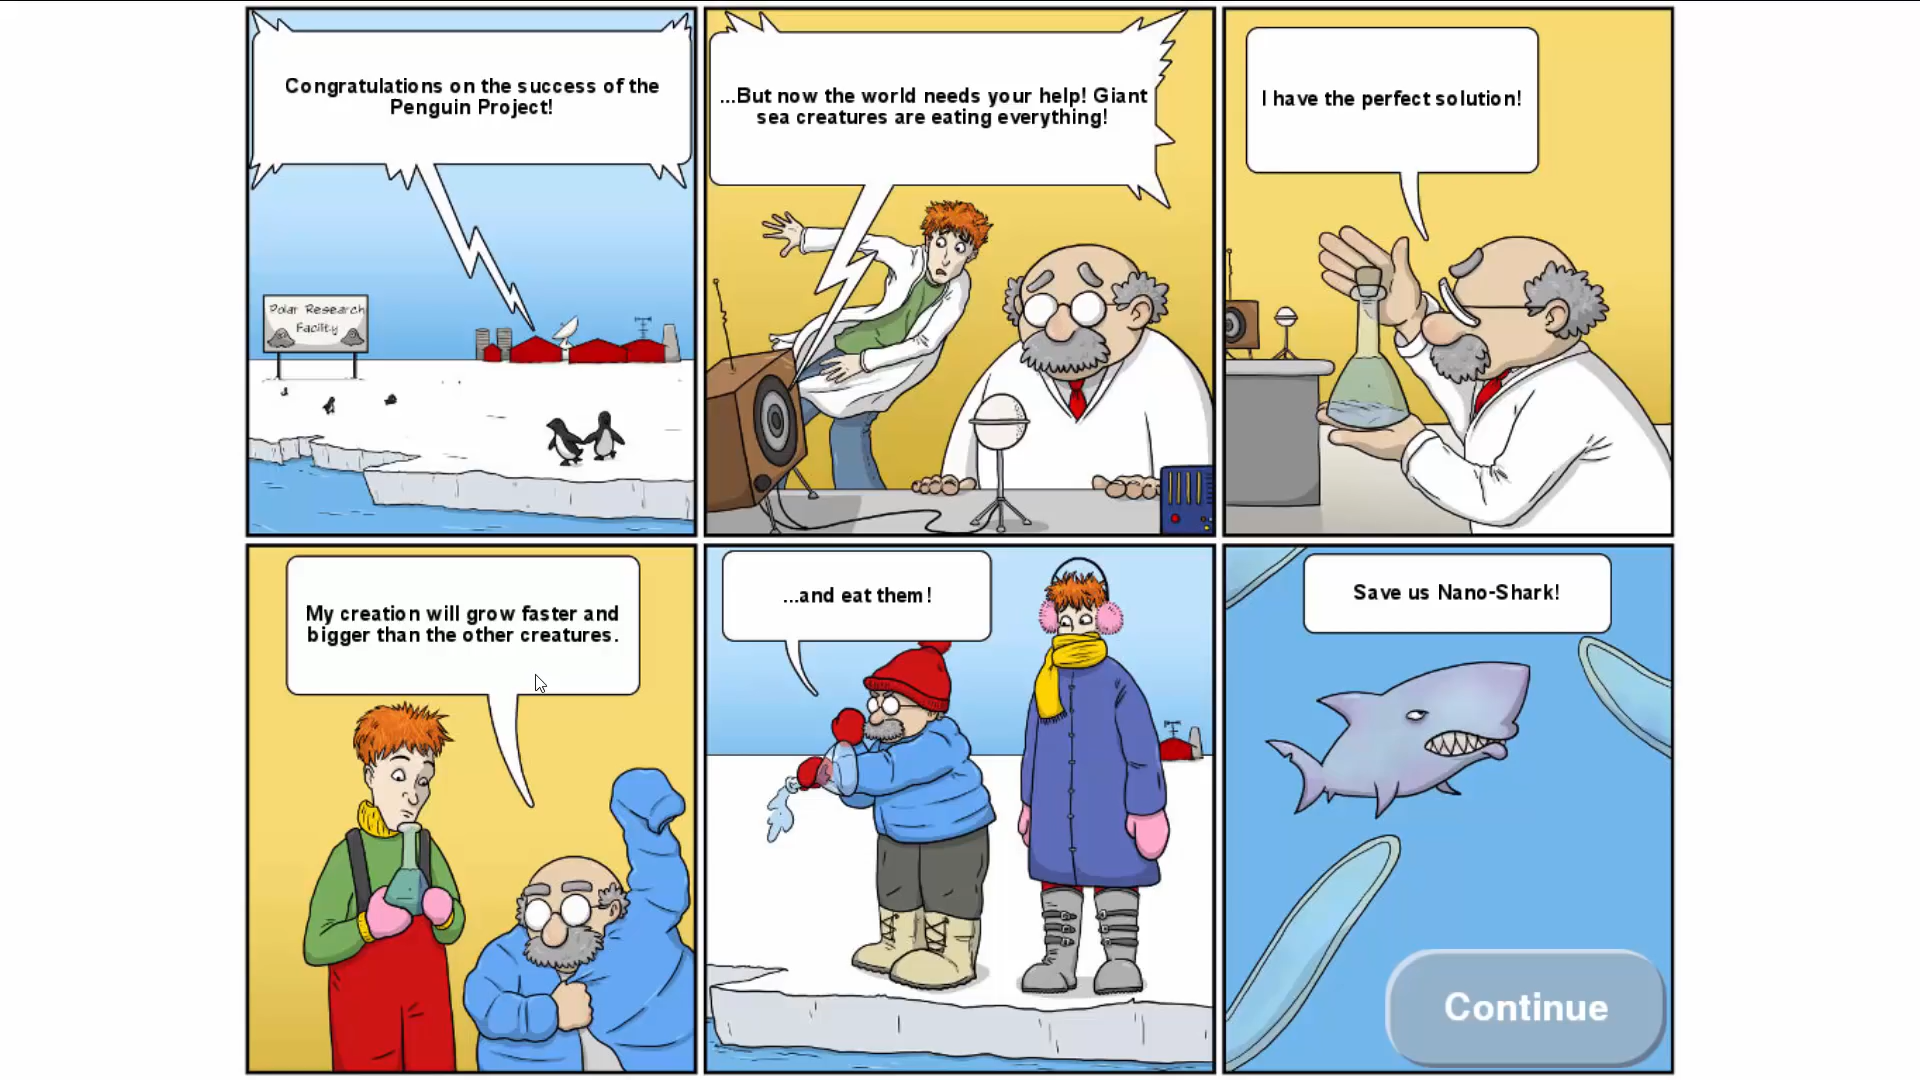 Congratulations on the success of the
Penguin Project!
Polar Research
Facility
...But now the world needs your help! Giant
sea creatures are eating everything!
I have the perfect solution!
My creation will grow faster and
bigger than the other creatures.
...and eat them!
Save us Nano-Shark!
Continue